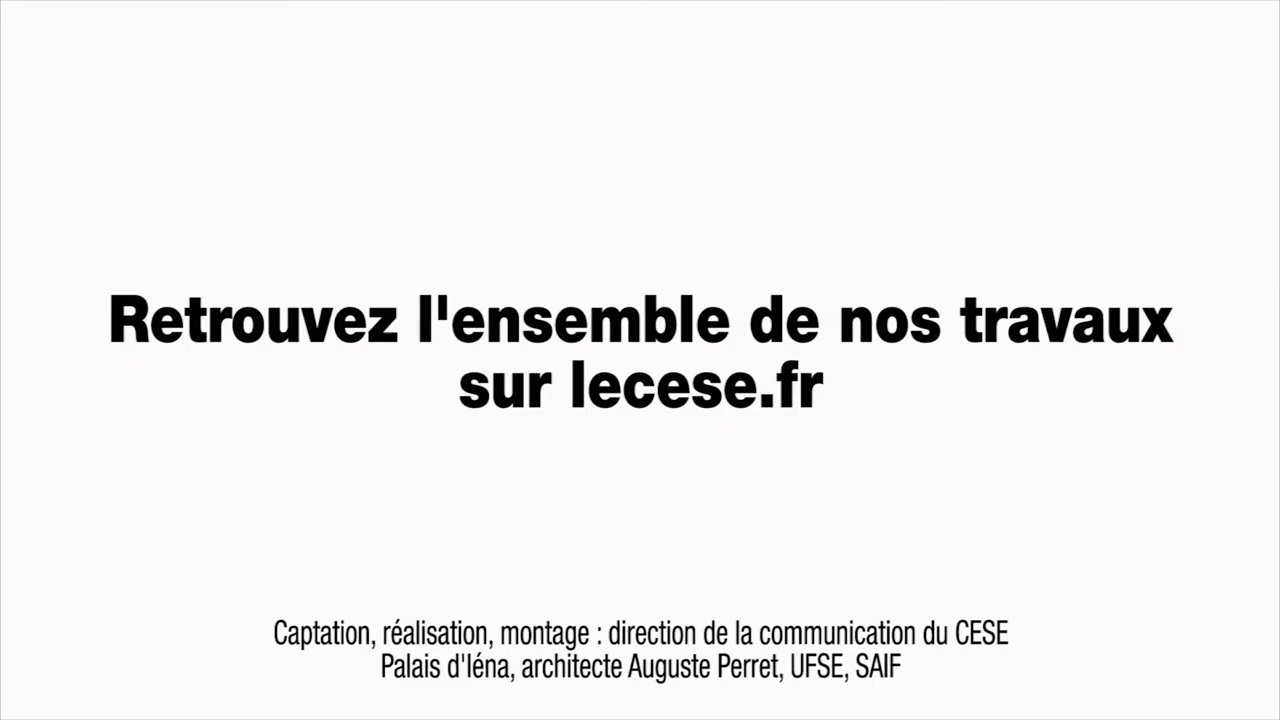 Retrouvez l'ensemble de nos travaux
sur lecese.fr
Captation, réalisation, montage : direction de la communication du CESE
Palais d'Iéna, architecte Auguste Perret, UFSE, SAIF